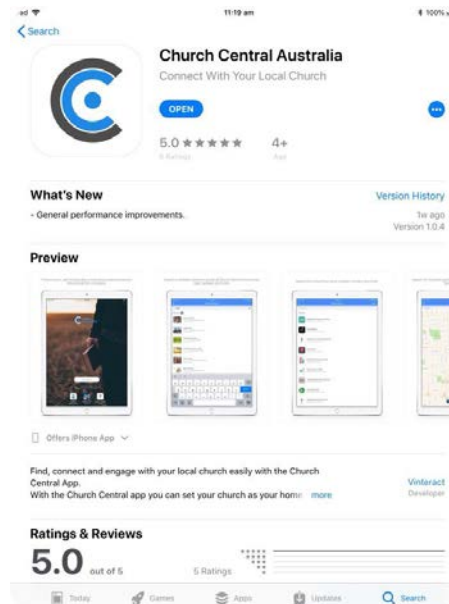 11:19 am
100%
Search
Church Central Australia
Connect With Your Local Church
OPEN
5.0 ★★★★★ 4+
Age
What's New
Version History
- General performance improvements.
1w ago
Version 1.0.4
Preview
Offers iPhone App
Find, connect and engage with your local church easily with the Church
Central App.
With the Church Central app you can set your church as your home more
Vinteract
Developer
Ratings & Reviews
5.0 out of 5
5 Ratings
Today
Games
Apps
Updates
Search